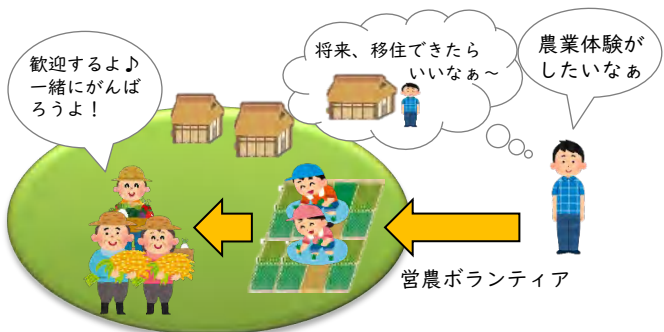 歓迎するよ♪
一緒にがんば
ろうよ！
将来、移住できたら
いいなぁ～
農業体験が
したいなぁ
営農ボランティア